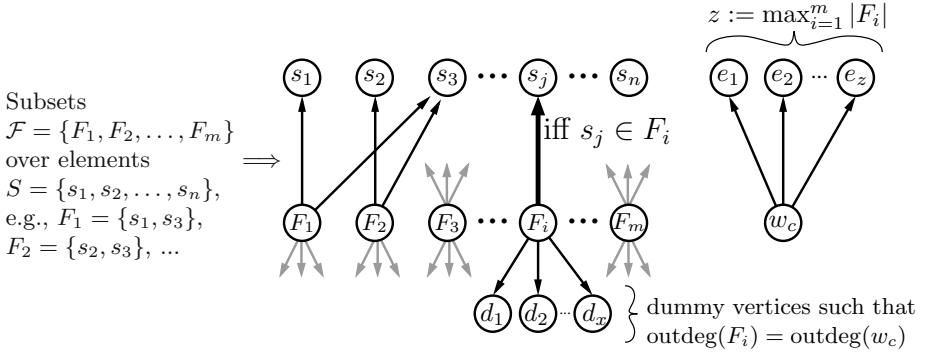 z := max_{i=1}^{m} |F_i|
s_1 s_2 s_3 ··· s_j ··· s_n e_1 e_2 ··· e_z
Subsets
𝓕 = {F_1, F_2, . . . , F_m}
over elements
S = {s_1, s_2, . . . , s_n},
e.g., F_1 = {s_1, s_3},
F_2 = {s_2, s_3}, ...
⟹
iff s_j ∈ F_i
F_1 F_2 F_3 ··· F_i ··· F_m w_c
d_1 d_2 ··· d_x
dummy vertices such that
outdeg(F_i) = outdeg(w_c)